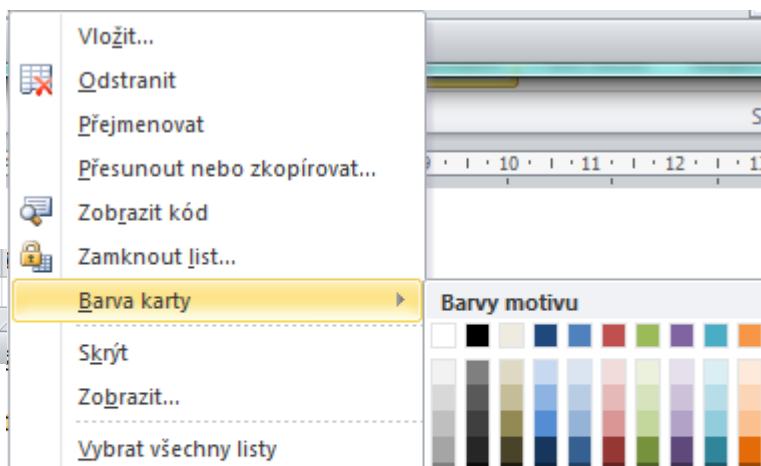 Vložit...
Odstranit
Přejmenovat
Přesunout nebo zkopírovat...
10 11 12
Zobrazit kód
Zamknout list...
Barva karty
Barvy motivu
Skrýt
Zobrazit...
Vybrat všechny listy